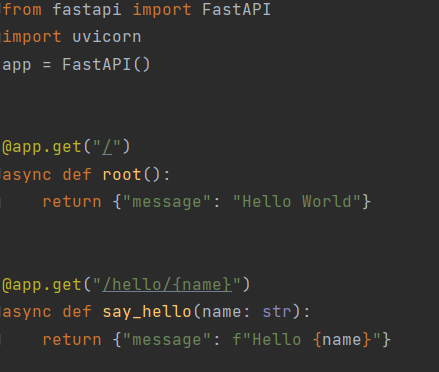 from fastapi import FastAPI
import uvicorn
app = FastAPI()
@app.get("/")
async def root():
    return {"message": "Hello World"}
@app.get("/hello/{name}")
async def say_hello(name: str):
    return {"message": f"Hello {name}"}